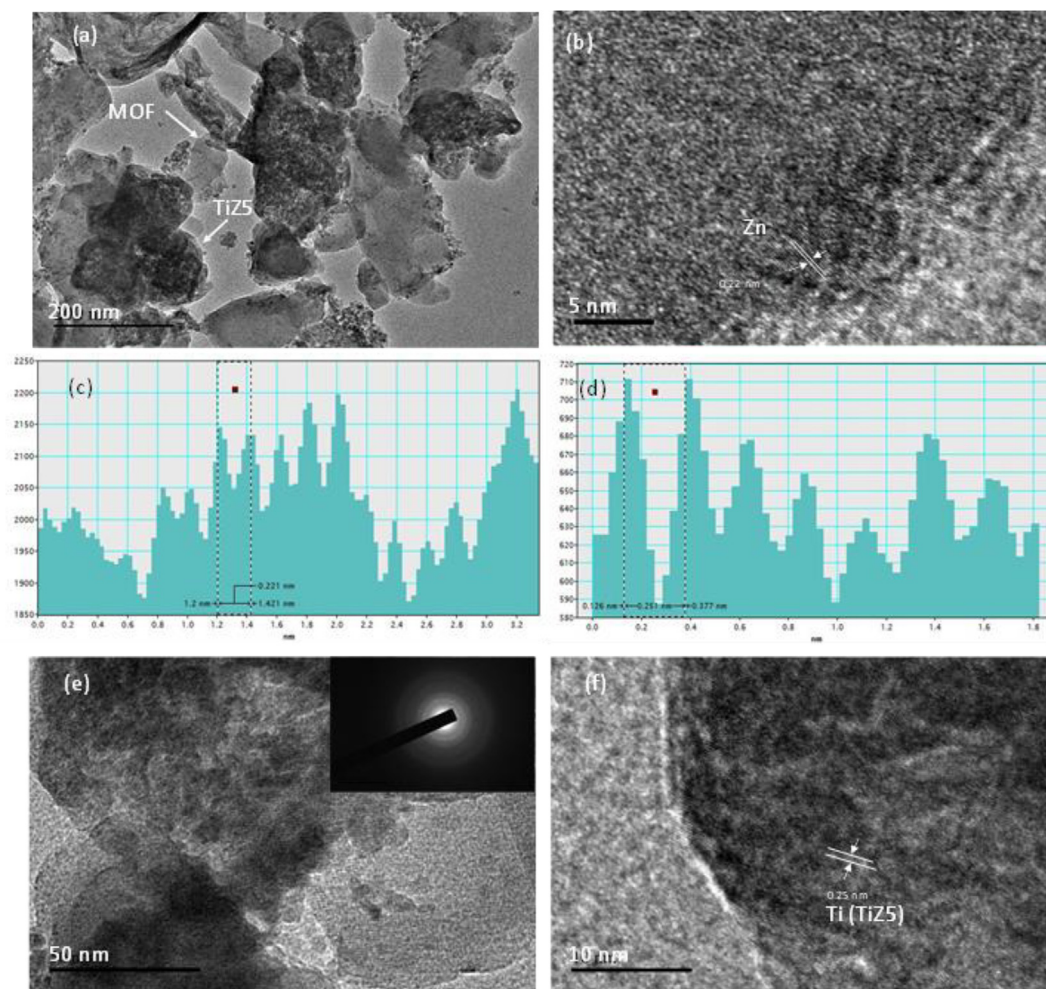 (a)
MOF
TiZ5
200 nm
(b)
Zn
0.22 nm
5 nm
(c)
2250
2200
2150
2100
2050
2000
1950
1900
1850
0.221 nm
1.2 nm
1.421 nm
0.0 0.2 0.4 0.6 0.8 1.0 1.2 1.4 1.6 1.8 2.0 2.2 2.4 2.6 2.8 3.0 3.2
nm
(d)
720
710
700
690
680
670
660
650
640
630
620
610
600
590
580
0.126 nm 0.251 nm 0.377 nm
0.0 0.2 0.4 0.6 0.8 1.0 1.2 1.4 1.6 1.8
nm
(e)
50 nm
(f)
0.25 nm
Ti (TiZ5)
10 nm